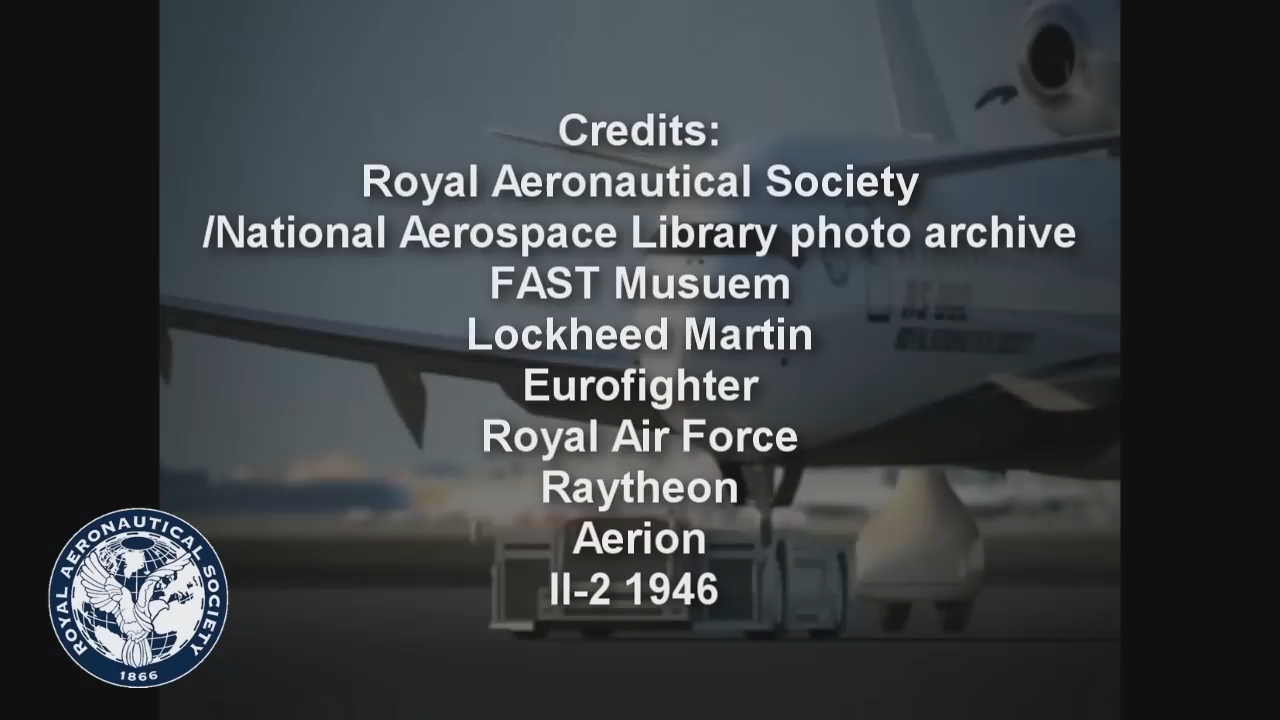 Credits:
Royal Aeronautical Society
/National Aerospace Library photo archive
FAST Musuem
Lockheed Martin
Eurofighter
Royal Air Force
Raytheon
Aerion
Il-2 1946
ROYAL AERONAUTICAL SOCIETY
1866